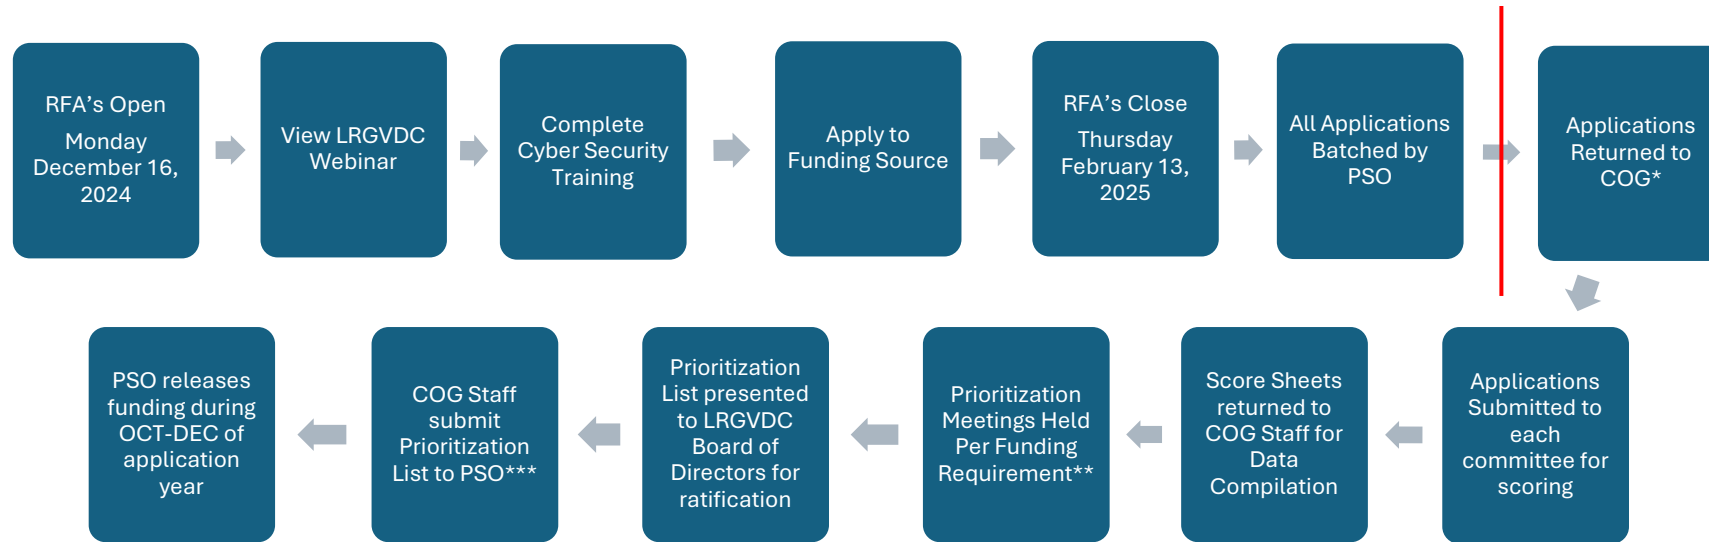 RFA's Open
Monday
December 16,
2024
View LRGVDC
Webinar
Complete
Cyber Security
Training
Apply to
Funding Source
RFA's Close
Thursday
February 13,
2025
All Applications
Batched by
PSO
Applications
Returned to
COG*
Applications
Submitted to
each
committee for
scoring
Score Sheets
returned to
COG Staff for
Data
Compilation
Prioritization
Meetings Held
Per Funding
Requirement**
Prioritization
List presented
to LRGVDC
Board of
Directors for
ratification
COG Staff
submit
Prioritization
List to PSO***
PSO releases
funding during
OCT-DEC of
application
year